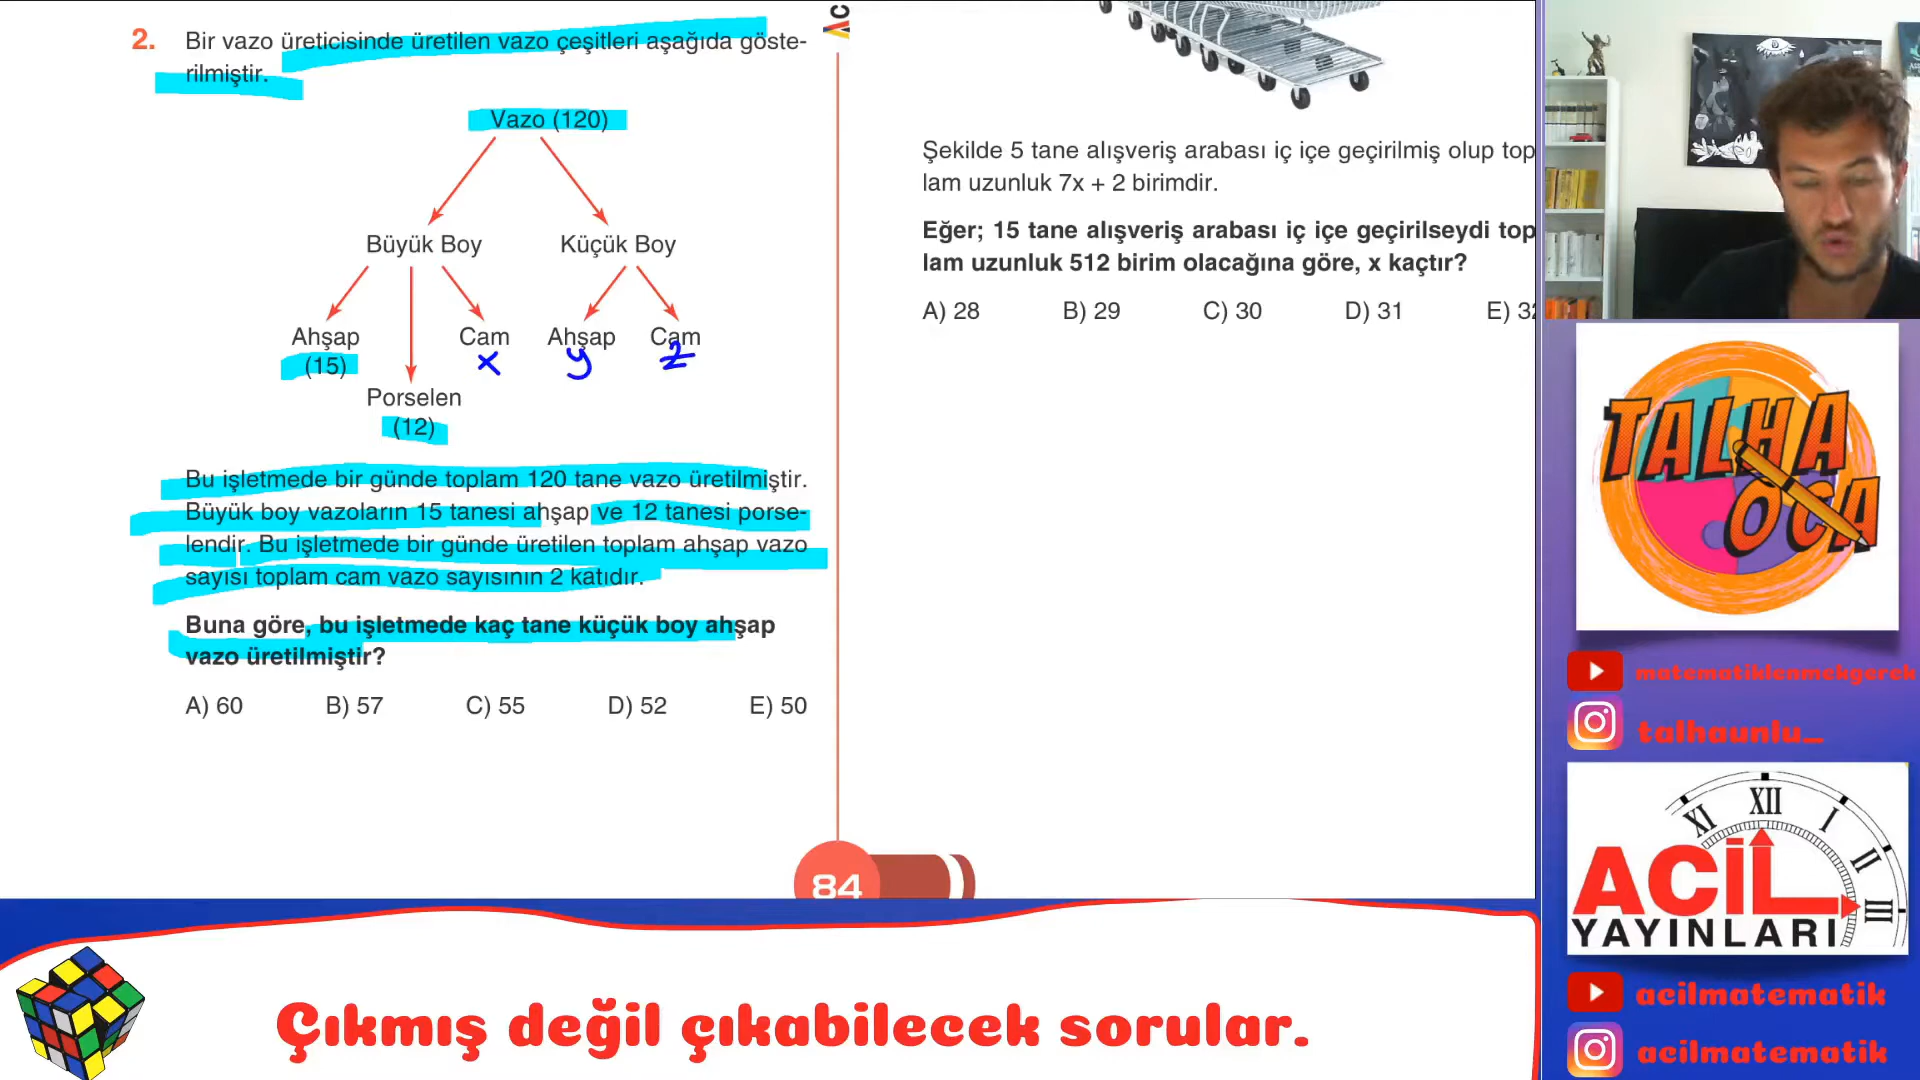 2. Bir vazo üreticisinde üretilen vazo çeşitleri aşağıda göste-
rilmiştir.
Vazo (120)
Büyük Boy
Küçük Boy
Ahşap
(15)
Porselen
(12)
Cam
x
Ahşap
y
Cam
z
Bu işletmede bir günde toplam 120 tane vazo üretilmiştir.
Büyük boy vazoların 15 tanesi ahşap ve 12 tanesi porse-
lendir. Bu işletmede bir günde üretilen toplam ahşap vazo
sayısı toplam cam vazo sayısının 2 katıdır.
Buna göre, bu işletmede kaç tane küçük boy ahşap
vazo üretilmiştir?
A) 60 B) 57 C) 55 D) 52 E) 50
84
Ac
Şekilde 5 tane alışveriş arabası iç içe geçirilmiş olup top
lam uzunluk 7x + 2 birimdir.
Eğer; 15 tane alışveriş arabası iç içe geçirilseydi top
lam uzunluk 512 birim olacağına göre, x kaçtır?
A) 28 B) 29 C) 30 D) 31 E) 32
TALHA
OCA
matematiklenmekgerek
talhaunlu_
XI XII I II III
ACİL
YAYINLARI
acilmatematik
acilmatematik
Çıkmış değil çıkabilecek sorular.